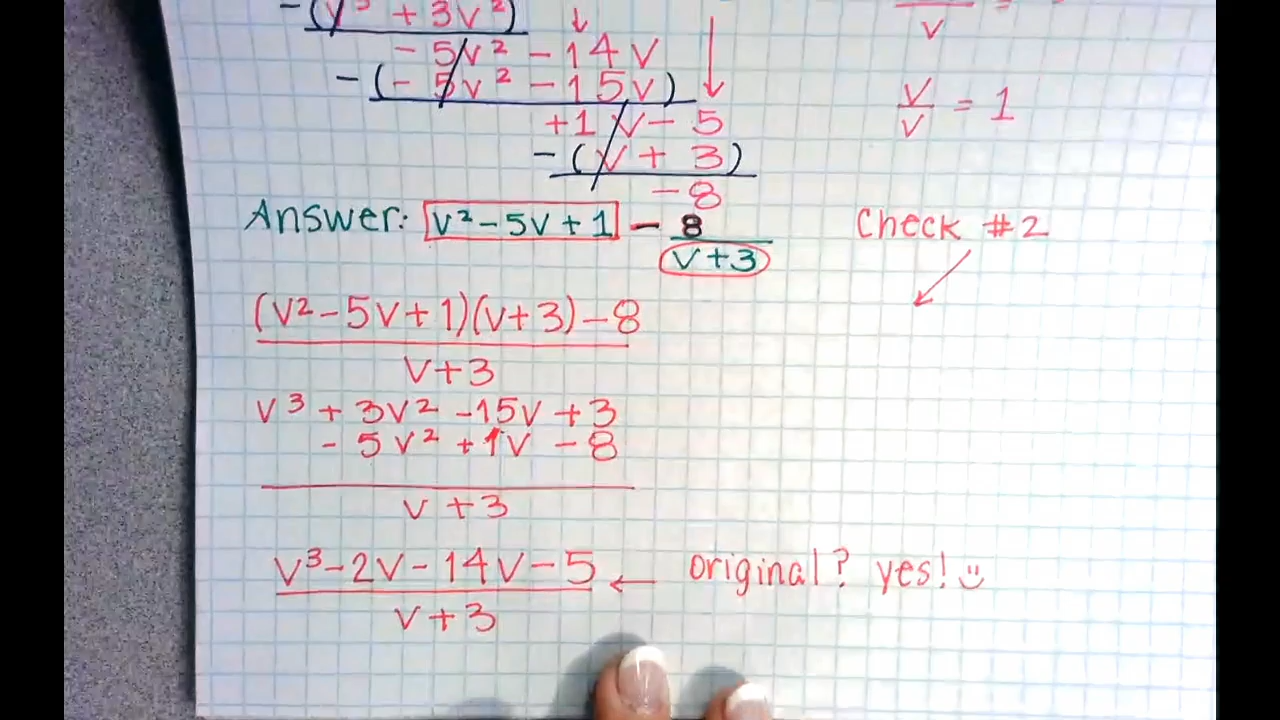 -(v³ + 3v²)
- 5v² - 14v
-(- 5v² - 15v)
+1v - 5
-(v + 3)
-8
v
v/v = 1
Answer: v² - 5v + 1 - 8/(v+3)
Check #2
(v² - 5v + 1)(v+3) - 8
v+3
v³ + 3v² - 15v + 3
- 5v² + 1v - 8
v + 3
v³ - 2v - 14v - 5 ← original? yes! :)
v + 3